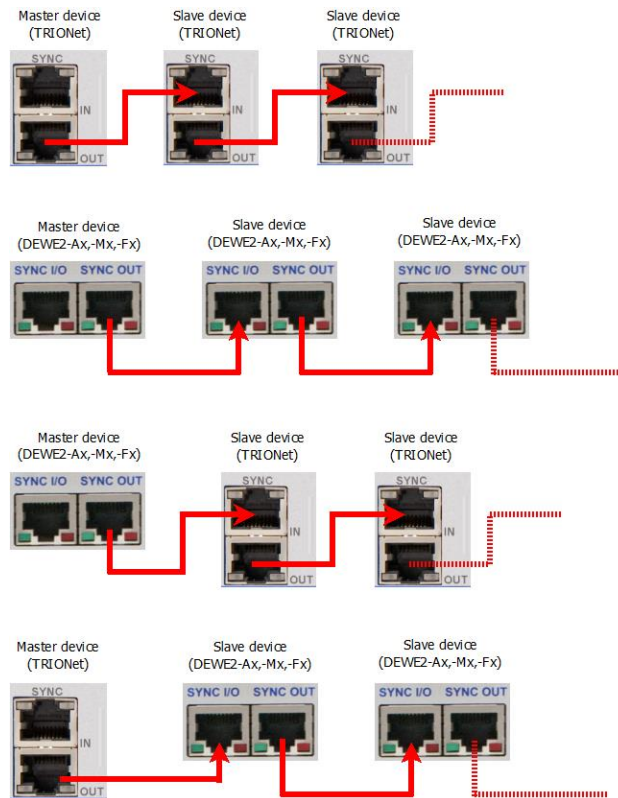 Master device
(TRIONet)
Slave device
(TRIONet)
Slave device
(TRIONet)
SYNC
IN
OUT
SYNC
IN
OUT
SYNC
IN
OUT
Master device
(DEWE2-Ax,-Mx,-Fx)
Slave device
(DEWE2-Ax,-Mx,-Fx)
Slave device
(DEWE2-Ax,-Mx,-Fx)
SYNC I/O SYNC OUT
SYNC I/O SYNC OUT
SYNC I/O SYNC OUT
Master device
(DEWE2-Ax,-Mx,-Fx)
Slave device
(TRIONet)
Slave device
(TRIONet)
SYNC I/O SYNC OUT
SYNC
IN
OUT
SYNC
IN
OUT
Master device
(TRIONet)
Slave device
(DEWE2-Ax,-Mx,-Fx)
Slave device
(DEWE2-Ax,-Mx,-Fx)
SYNC
IN
OUT
SYNC I/O SYNC OUT
SYNC I/O SYNC OUT